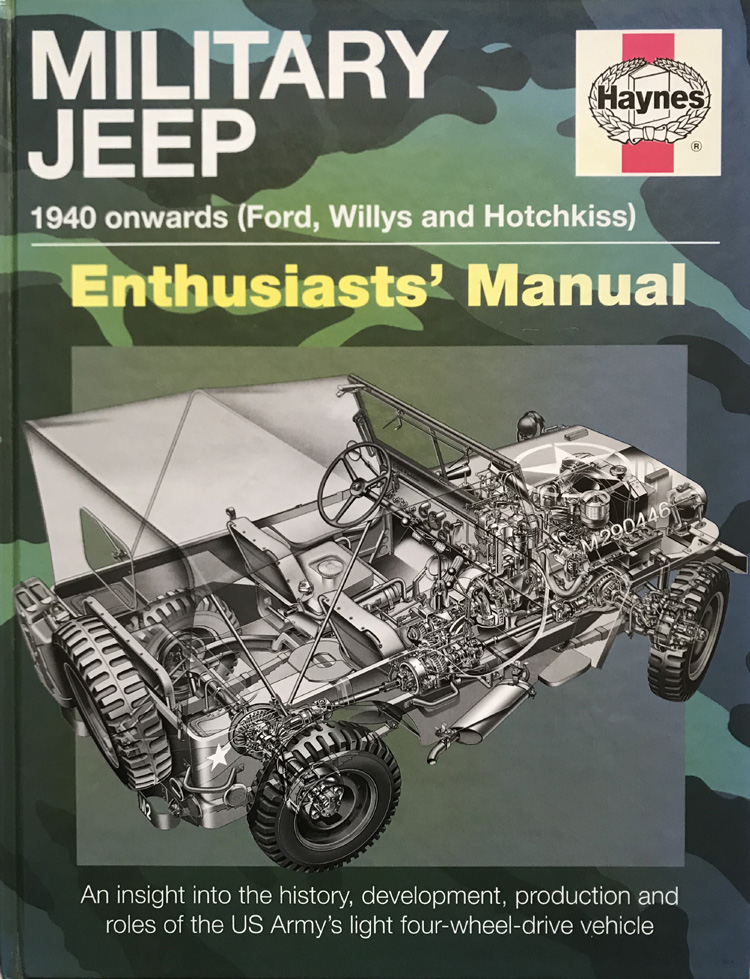 MILITARY
JEEP
Haynes
®
1940 onwards (Ford, Willys and Hotchkiss)
Enthusiasts' Manual
M290446
An insight into the history, development, production and
roles of the US Army's light four-wheel-drive vehicle